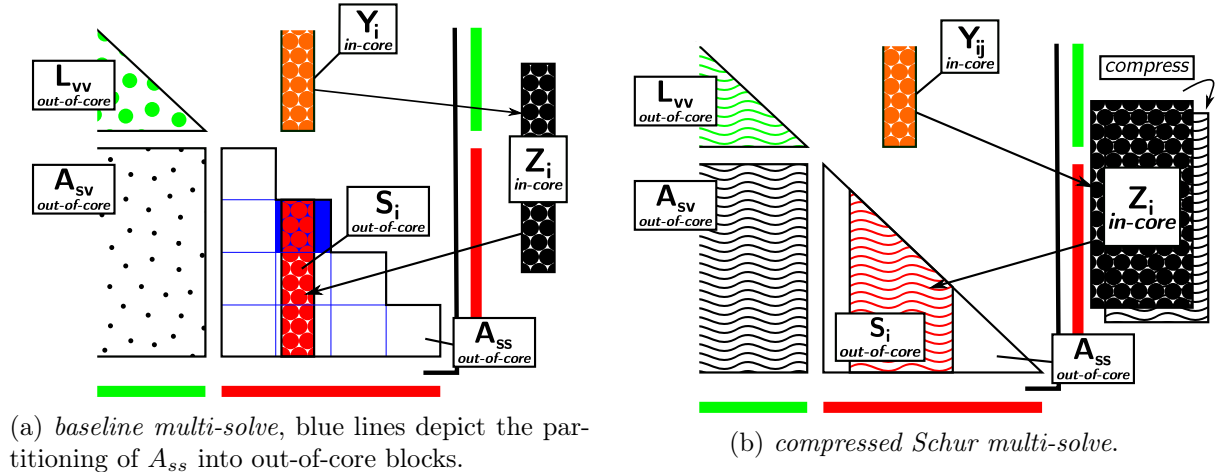 Y_i
in-core
L_vv
out-of-core
Z_i
in-core
A_sv
out-of-core
S_i
out-of-core
A_ss
out-of-core
(a) baseline multi-solve, blue lines depict the par-
titioning of A_ss into out-of-core blocks.
Y_ij
in-core
compress
L_vv
out-of-core
Z_i
in-core
A_sv
out-of-core
S_i
out-of-core
A_ss
out-of-core
(b) compressed Schur multi-solve.